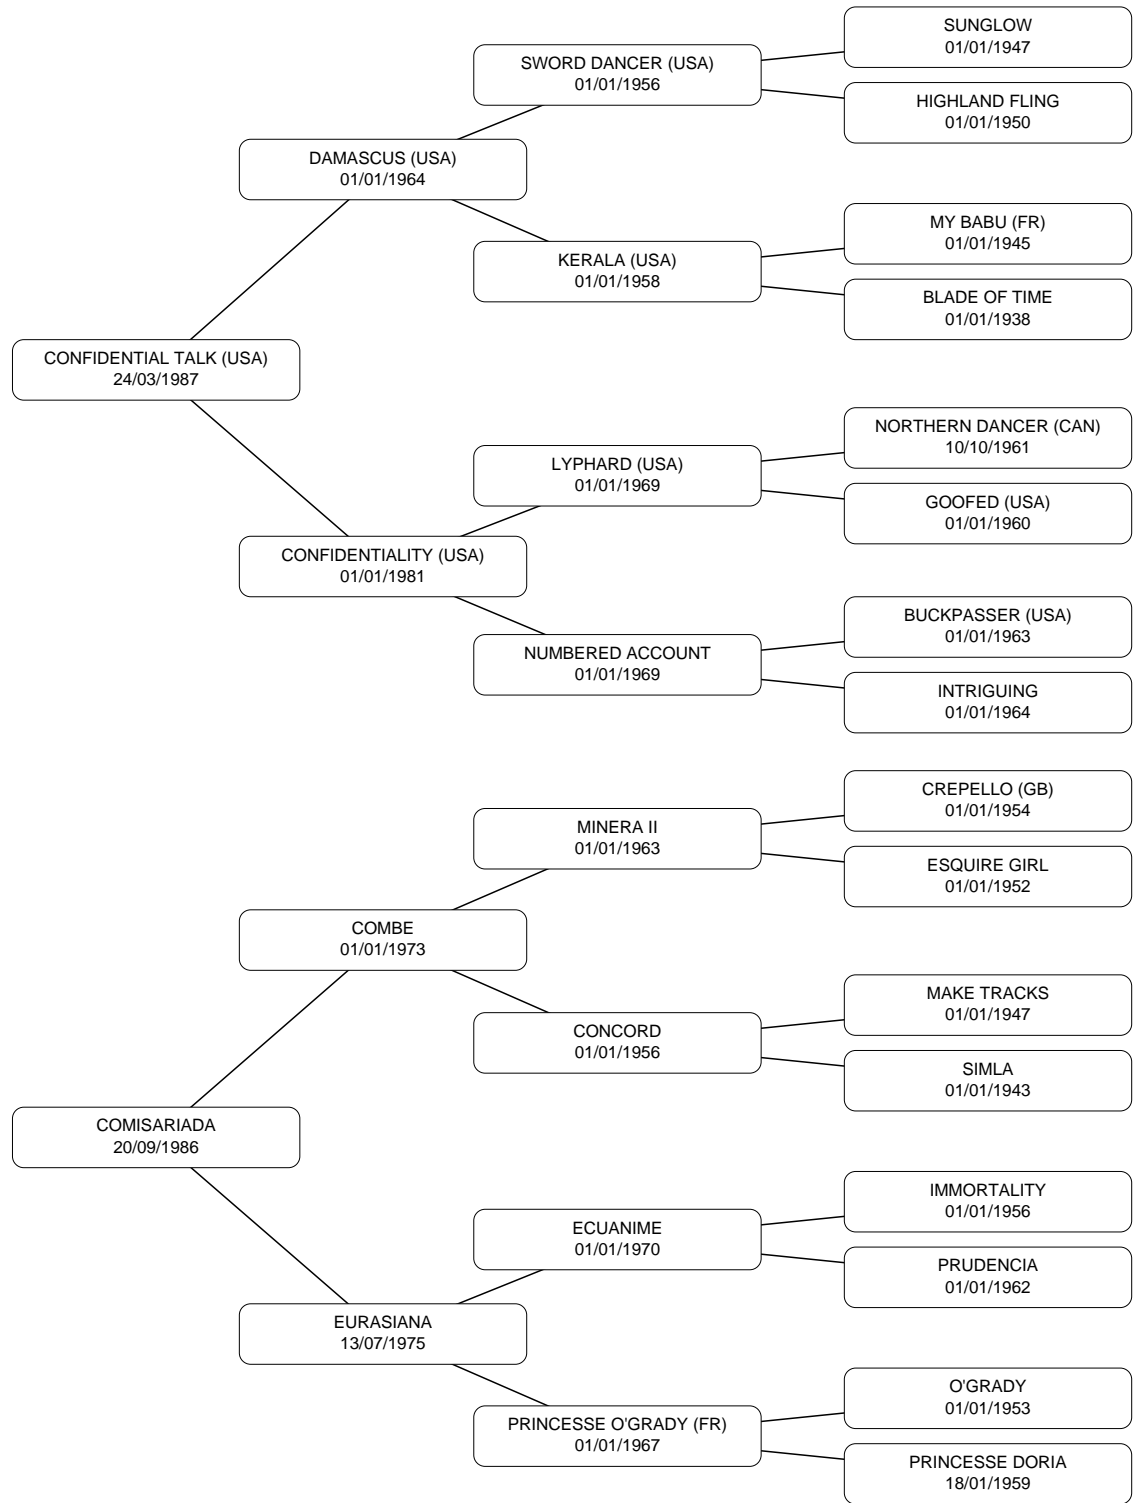 SUNGLOW
01/01/1947
SWORD DANCER (USA)
01/01/1956
HIGHLAND FLING
01/01/1950
DAMASCUS (USA)
01/01/1964
MY BABU (FR)
01/01/1945
KERALA (USA)
01/01/1958
BLADE OF TIME
01/01/1938
CONFIDENTIAL TALK (USA)
24/03/1987
NORTHERN DANCER (CAN)
10/10/1961
LYPHARD (USA)
01/01/1969
GOOFED (USA)
01/01/1960
CONFIDENTIALITY (USA)
01/01/1981
BUCKPASSER (USA)
01/01/1963
NUMBERED ACCOUNT
01/01/1969
INTRIGUING
01/01/1964
CREPELLO (GB)
01/01/1954
MINERA II
01/01/1963
ESQUIRE GIRL
01/01/1952
COMBE
01/01/1973
MAKE TRACKS
01/01/1947
CONCORD
01/01/1956
SIMLA
01/01/1943
COMISARIADA
20/09/1986
IMMORTALITY
01/01/1956
ECUANIME
01/01/1970
PRUDENCIA
01/01/1962
EURASIANA
13/07/1975
O'GRADY
01/01/1953
PRINCESSE O'GRADY (FR)
01/01/1967
PRINCESSE DORIA
18/01/1959